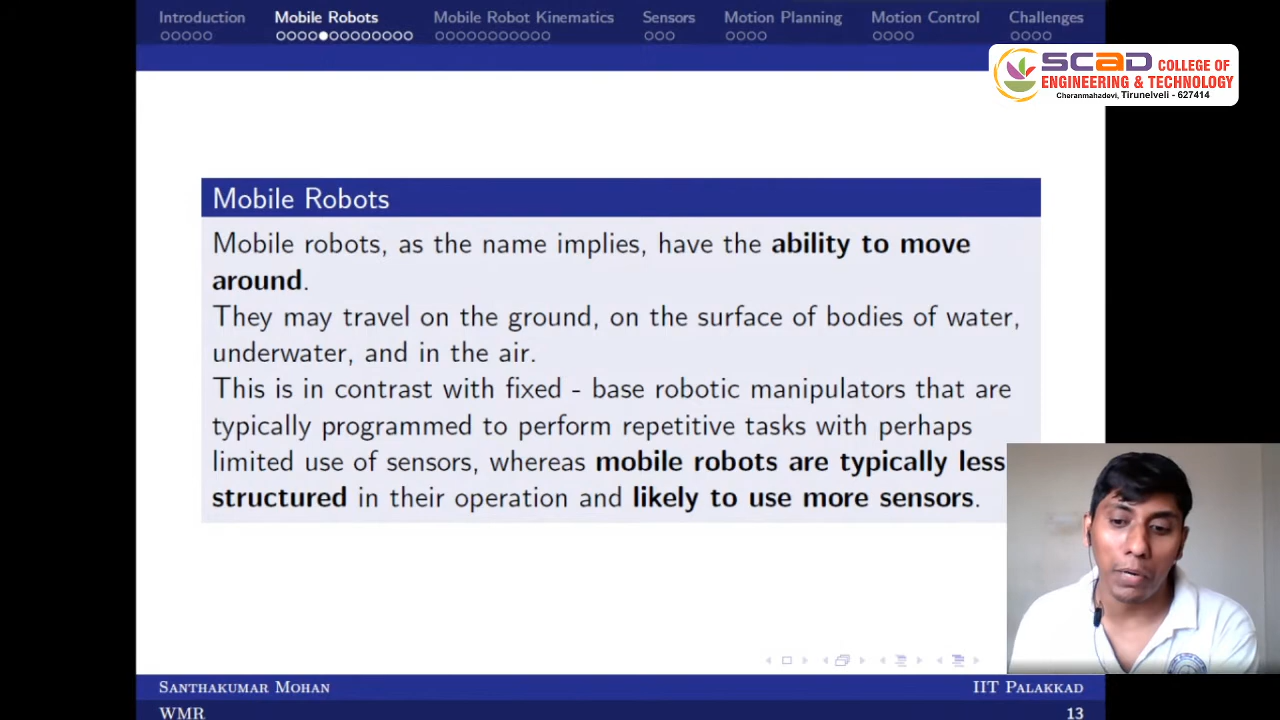 Introduction
Mobile Robots
Mobile Robot Kinematics
Sensors
Motion Planning
Motion Control
Challenges
SCAD COLLEGE OF
ENGINEERING & TECHNOLOGY
Cheranmahadevi, Tirunelveli - 627414
Mobile Robots
Mobile robots, as the name implies, have the ability to move
around.
They may travel on the ground, on the surface of bodies of water,
underwater, and in the air.
This is in contrast with fixed - base robotic manipulators that are
typically programmed to perform repetitive tasks with perhaps
limited use of sensors, whereas mobile robots are typically less
structured in their operation and likely to use more sensors.
Santhakumar Mohan
IIT Palakkad
WMR
13